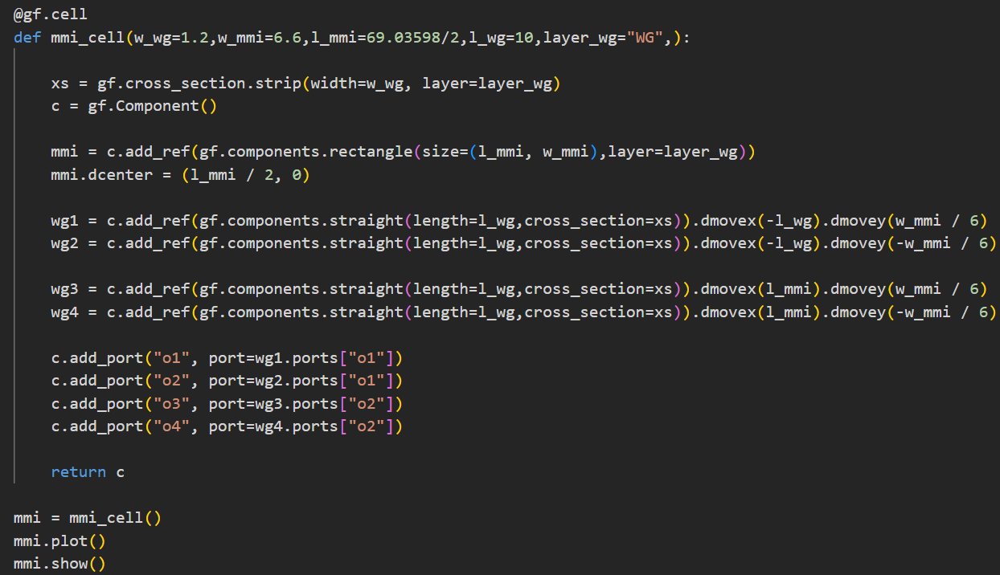 @gf.cell
def mmi_cell(w_wg=1.2,w_mmi=6.6,l_mmi=69.03598/2,l_wg=10,layer_wg="WG",):
xs = gf.cross_section.strip(width=w_wg, layer=layer_wg)
c = gf.Component()
mmi = c.add_ref(gf.components.rectangle(size=(l_mmi, w_mmi),layer=layer_wg))
mmi.dcenter = (l_mmi / 2, 0)
wg1 = c.add_ref(gf.components.straight(length=l_wg,cross_section=xs)).dmovex(-l_wg).dmovey(w_mmi / 6)
wg2 = c.add_ref(gf.components.straight(length=l_wg,cross_section=xs)).dmovex(-l_wg).dmovey(-w_mmi / 6)
wg3 = c.add_ref(gf.components.straight(length=l_wg,cross_section=xs)).dmovex(l_mmi).dmovey(w_mmi / 6)
wg4 = c.add_ref(gf.components.straight(length=l_wg,cross_section=xs)).dmovex(l_mmi).dmovey(-w_mmi / 6)
c.add_port("o1", port=wg1.ports["o1"])
c.add_port("o2", port=wg2.ports["o1"])
c.add_port("o3", port=wg3.ports["o2"])
c.add_port("o4", port=wg4.ports["o2"])
return c
mmi = mmi_cell()
mmi.plot()
mmi.show()